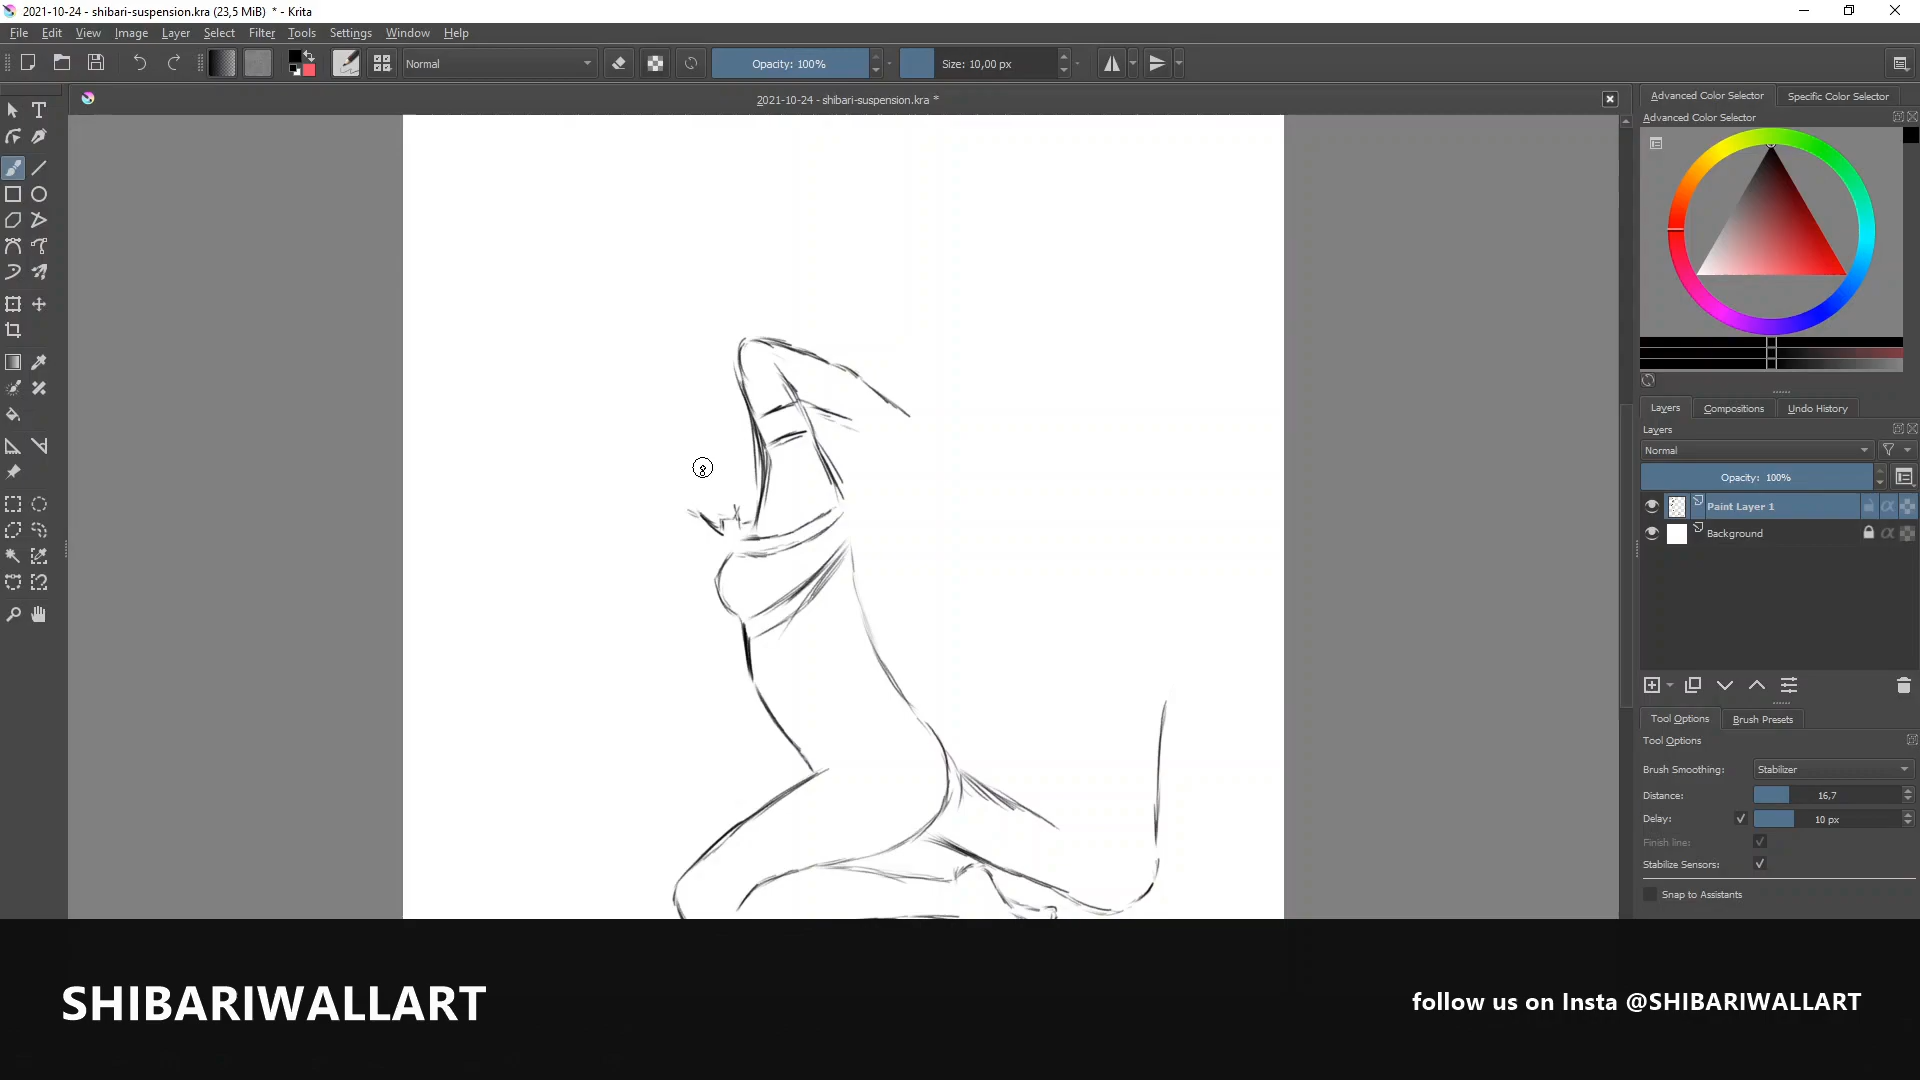 2021-10-24 - shibari-suspension.kra (23,5 MiB) * - Krita
File Edit View Image Layer Select Filter Tools Settings Window Help
Normal Opacity: 100% Size: 10,00 px
2021-10-24 - shibari-suspension.kra *
Advanced Color Selector Specific Color Selector
Advanced Color Selector
Layers Compositions Undo History
Layers
Normal
Opacity: 100%
Paint Layer 1
Background
Tool Options Brush Presets
Tool Options
Brush Smoothing: Stabilizer
Distance: 16,7
Delay: 10 px
Finish line:
Stabilize Sensors:
Snap to Assistants
SHIBARIWALLART
follow us on Insta @SHIBARIWALLART